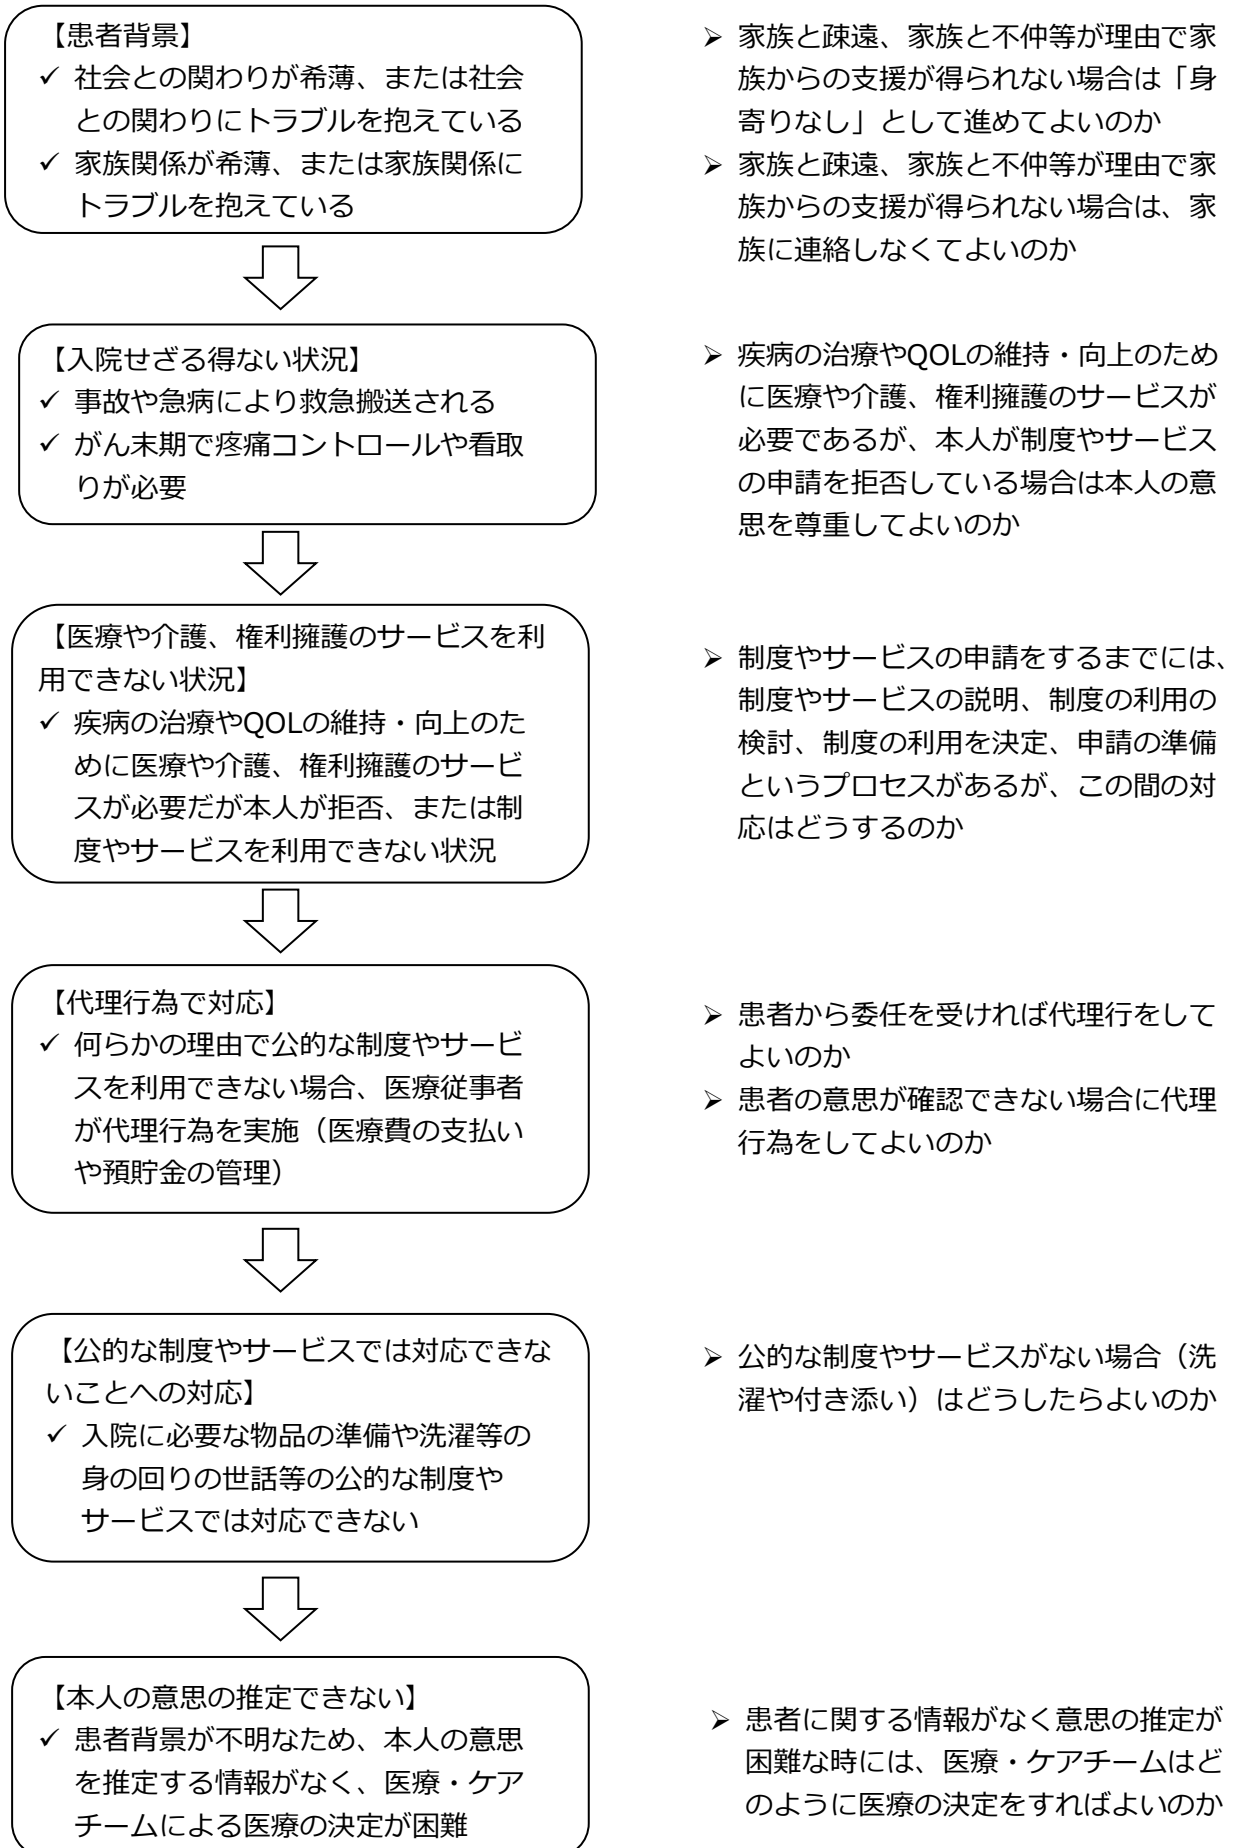 【患者背景】
✓ 社会との関わりが希薄、または社会
との関わりにトラブルを抱えている
✓ 家族関係が希薄、または家族関係に
トラブルを抱えている
➢ 家族と疎遠、家族と不仲等が理由で家
族からの支援が得られない場合は「身
寄りなし」として進めてよいのか
➢ 家族と疎遠、家族と不仲等が理由で家
族からの支援が得られない場合は、家
族に連絡しなくてよいのか
【入院せざる得ない状況】
✓ 事故や急病により救急搬送される
✓ がん末期で疼痛コントロールや看取
りが必要
➢ 疾病の治療やQOLの維持・向上のため
に医療や介護、権利擁護のサービスが
必要であるが、本人が制度やサービス
の申請を拒否している場合は本人の意
思を尊重してよいのか
【医療や介護、権利擁護のサービスを利
用できない状況】
✓ 疾病の治療やQOLの維持・向上のた
めに医療や介護、権利擁護のサービ
スが必要だが本人が拒否、または制
度やサービスを利用できない状況
➢ 制度やサービスの申請をするまでには、
制度やサービスの説明、制度の利用の
検討、制度の利用を決定、申請の準備
というプロセスがあるが、この間の対
応はどうするのか
【代理行為で対応】
✓ 何らかの理由で公的な制度やサービ
スを利用できない場合、医療従事者
が代理行為を実施（医療費の支払い
や預貯金の管理）
➢ 患者から委任を受ければ代理行をして
よいのか
➢ 患者の意思が確認できない場合に代理
行為をしてよいのか
【公的な制度やサービスでは対応できな
いことへの対応】
✓ 入院に必要な物品の準備や洗濯等の
身の回りの世話等の公的な制度や
サービスでは対応できない
➢ 公的な制度やサービスがない場合（洗
濯や付き添い）はどうしたらよいのか
【本人の意思の推定できない】
✓ 患者背景が不明なため、本人の意思
を推定する情報がなく、医療・ケア
チームによる医療の決定が困難
➢ 患者に関する情報がなく意思の推定が
困難な時には、医療・ケアチームはど
のように医療の決定をすればよいのか